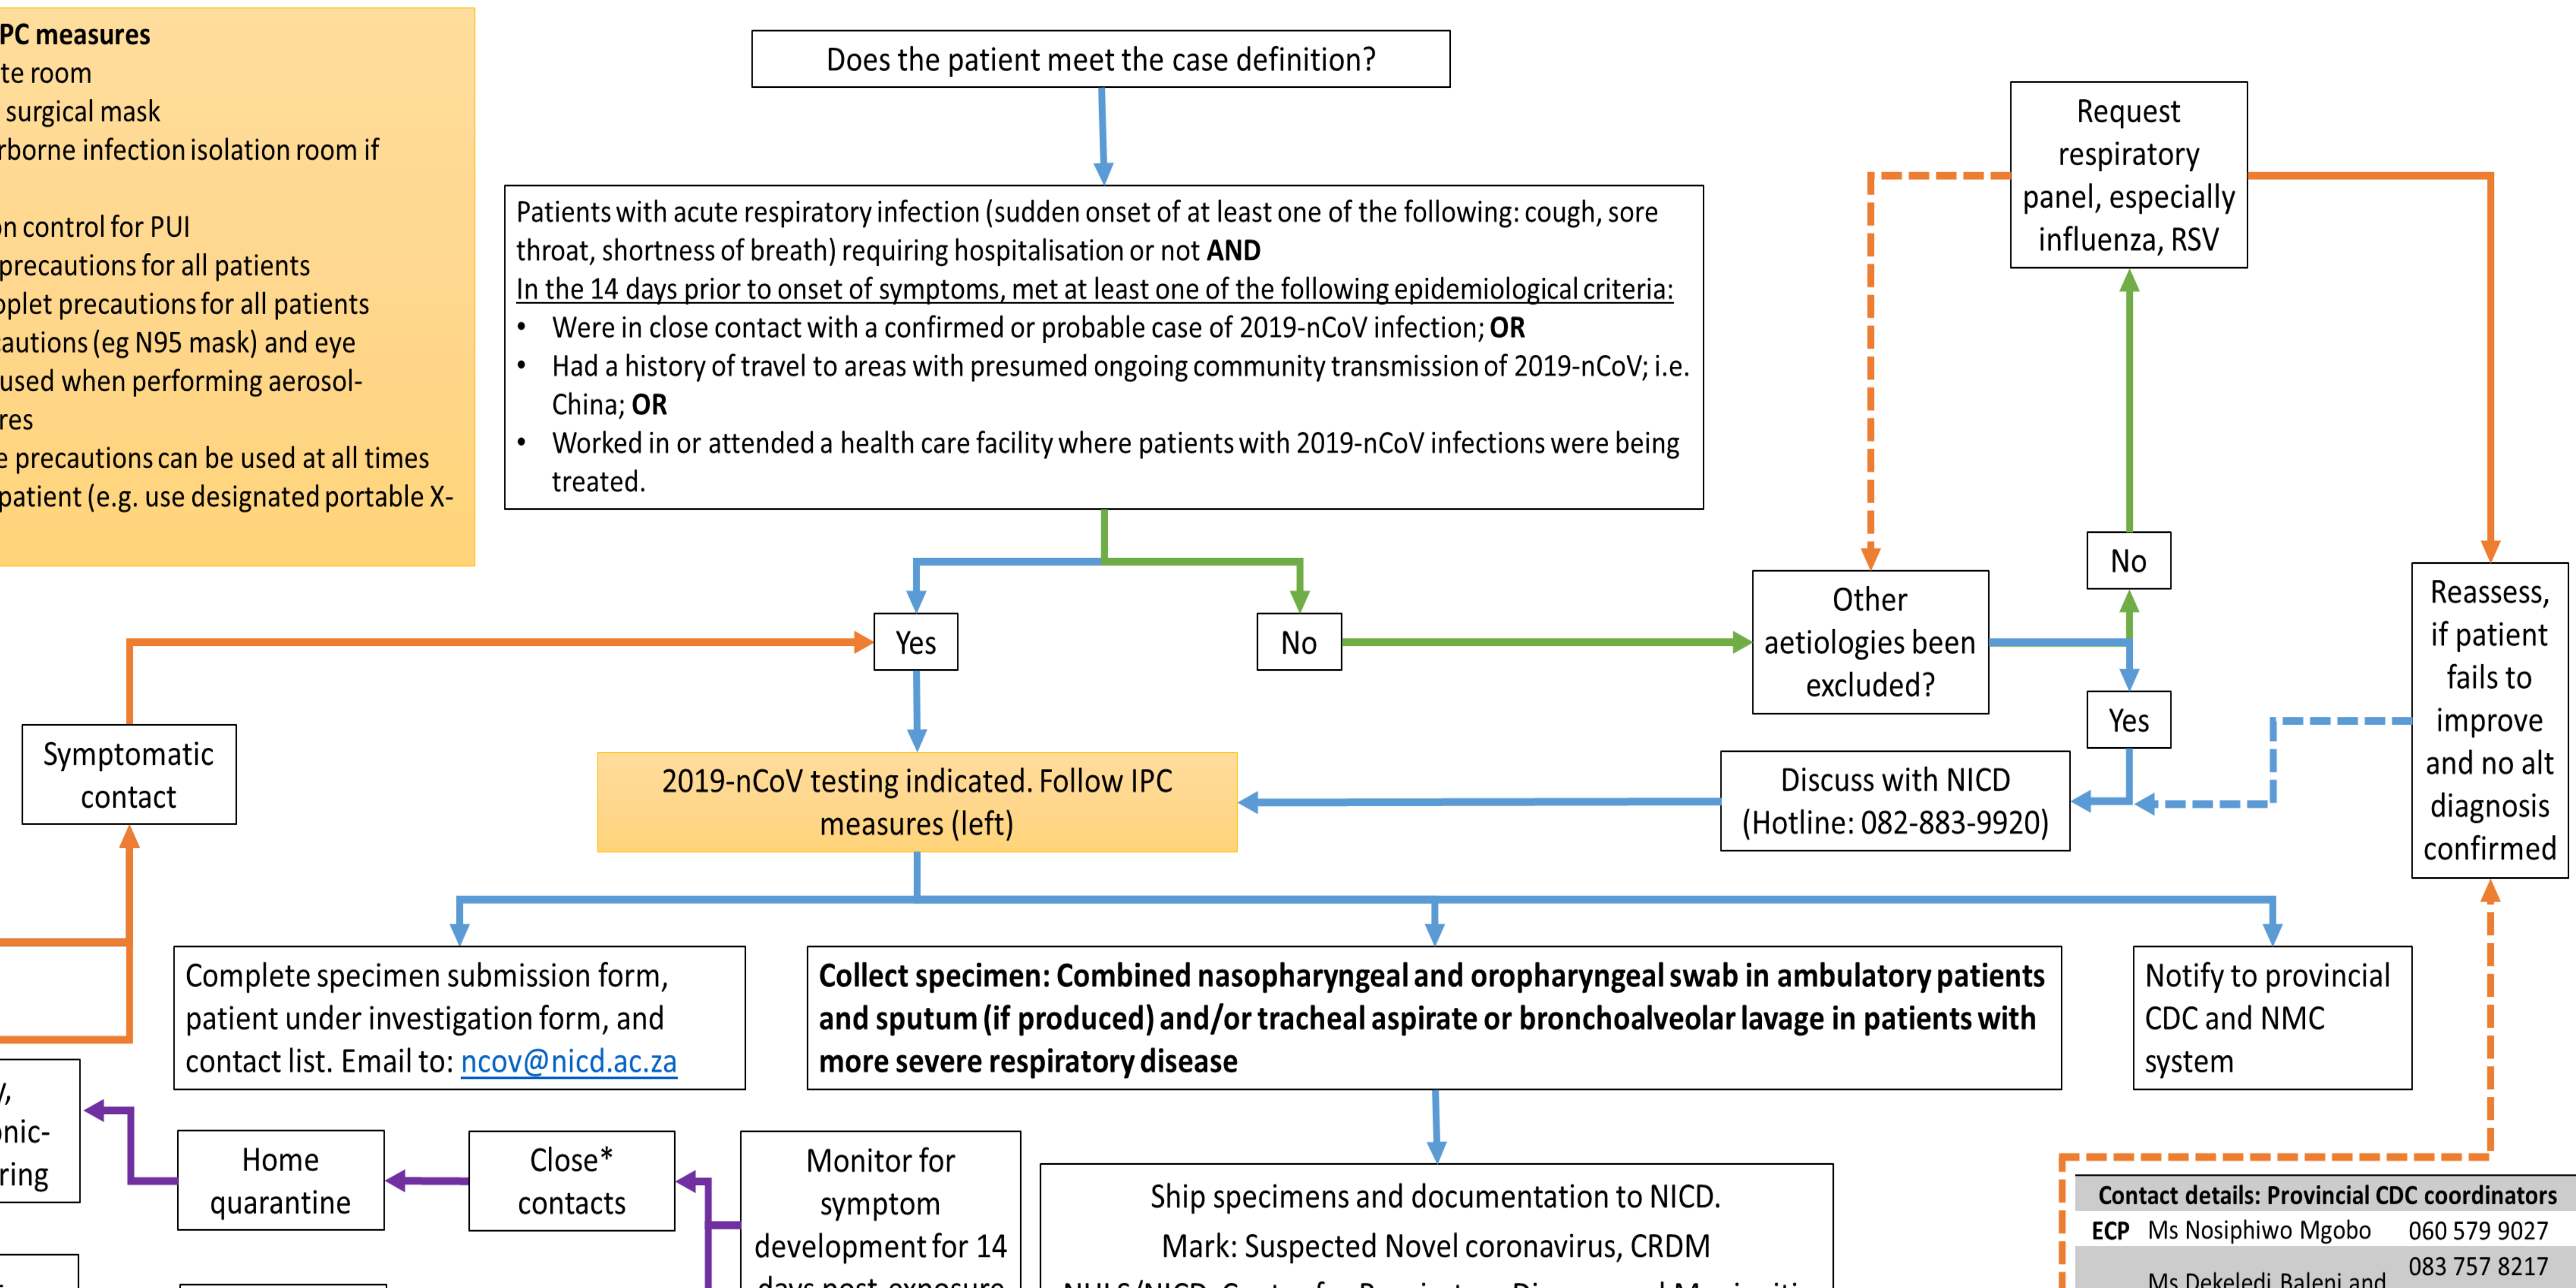 PC measures
te room
surgical mask
rborne infection isolation room if
on control for PUI
precautions for all patients
oplet precautions for all patients
cautions (eg N95 mask) and eye
used when performing aerosol-
res
e precautions can be used at all times
patient (e.g. use designated portable X-
Does the patient meet the case definition?
Patients with acute respiratory infection (sudden onset of at least one of the following: cough, sore
throat, shortness of breath) requiring hospitalisation or not AND
In the 14 days prior to onset of symptoms, met at least one of the following epidemiological criteria:
• Were in close contact with a confirmed or probable case of 2019-nCoV infection; OR
• Had a history of travel to areas with presumed ongoing community transmission of 2019-nCoV; i.e.
China; OR
• Worked in or attended a health care facility where patients with 2019-nCoV infections were being
treated.
Request
respiratory
panel, especially
influenza, RSV
No
Other
aetiologies been
excluded?
Yes
Reassess,
if patient
fails to
improve
and no alt
diagnosis
confirmed
Yes
No
Symptomatic
contact
2019-nCoV testing indicated. Follow IPC
measures (left)
Discuss with NICD
(Hotline: 082-883-9920)
Complete specimen submission form,
patient under investigation form, and
contact list. Email to: ncov@nicd.ac.za
Collect specimen: Combined nasopharyngeal and oropharyngeal swab in ambulatory patients
and sputum (if produced) and/or tracheal aspirate or bronchoalveolar lavage in patients with
more severe respiratory disease
Notify to provincial
CDC and NMC
system
onic-
ring
Home
quarantine
Close*
contacts
Monitor for
symptom
development for 14
days post-exposure
Ship specimens and documentation to NICD.
Mark: Suspected Novel coronavirus, CRDM
Contact details: Provincial CDC coordinators
ECP Ms Nosiphiwo Mgobo 060 579 9027
083 757 8217
Ms Dekeledi Baleni and